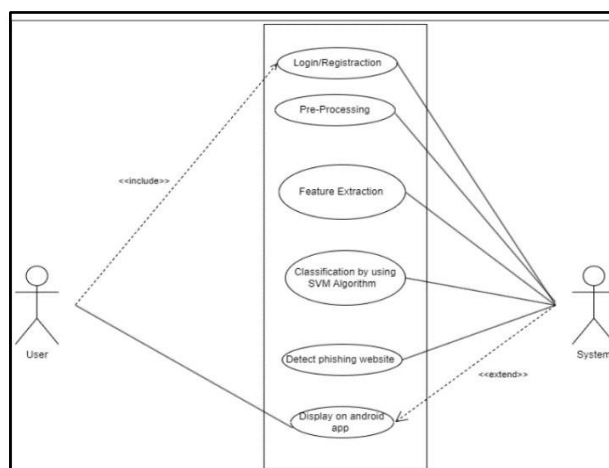 Login/Registraction
Pre-Processing
<<include>>
Feature Extraction
Classification by using
SVM Algorithm
User
System
Detect phishing website
<<extend>>
Display on android
app